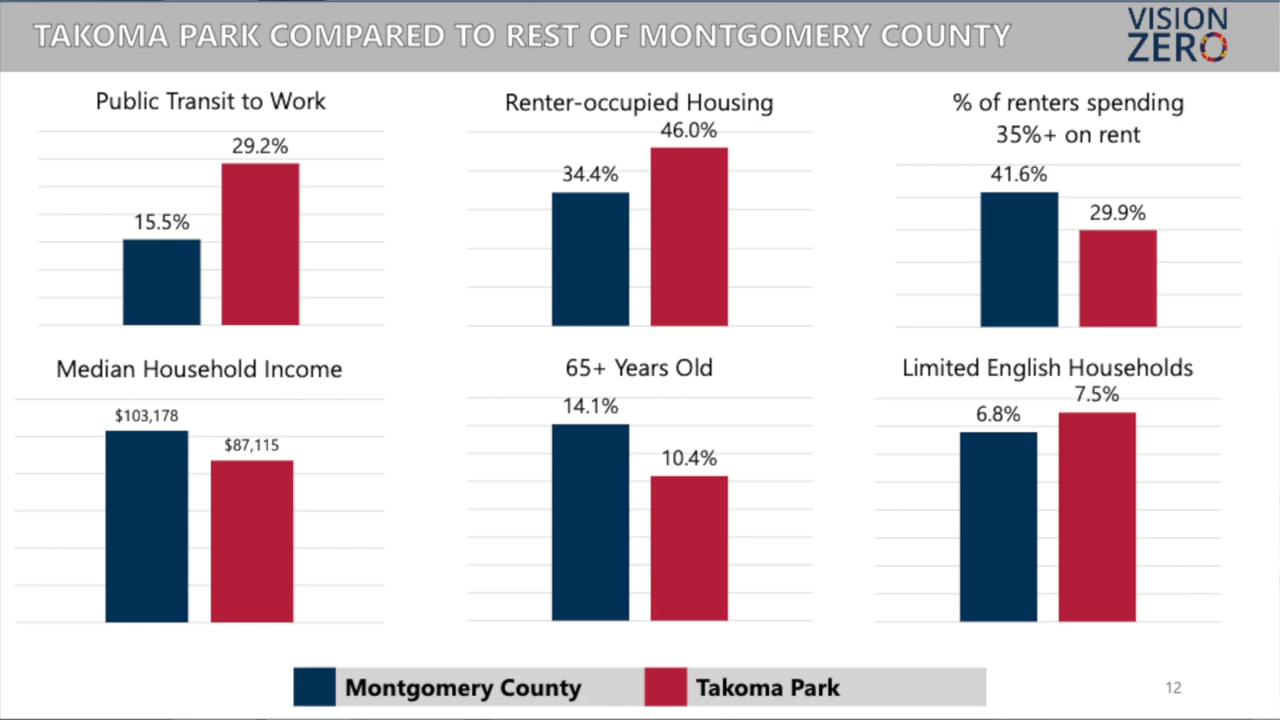 TAKOMA PARK COMPARED TO REST OF MONTGOMERY COUNTY
VISION
ZERO
Public Transit to Work
29.2%
15.5%
Renter-occupied Housing
46.0%
34.4%
% of renters spending
35%+ on rent
41.6%
29.9%
Median Household Income
$103,178
$87,115
65+ Years Old
14.1%
10.4%
Limited English Households
7.5%
6.8%
Montgomery County
Takoma Park
12